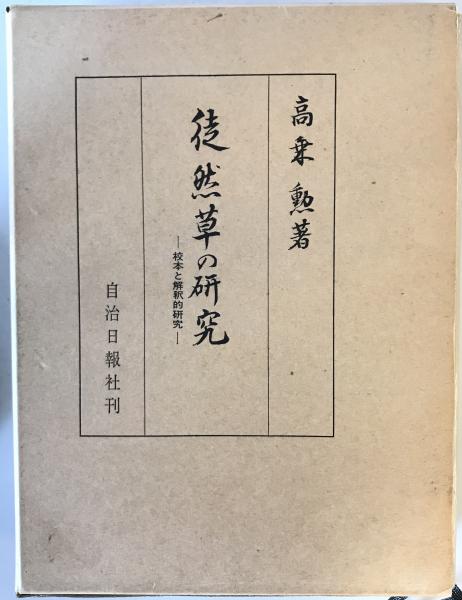 高乗勲著
徒然草の研究
―校本と解釈的研究―
自治日報社刊